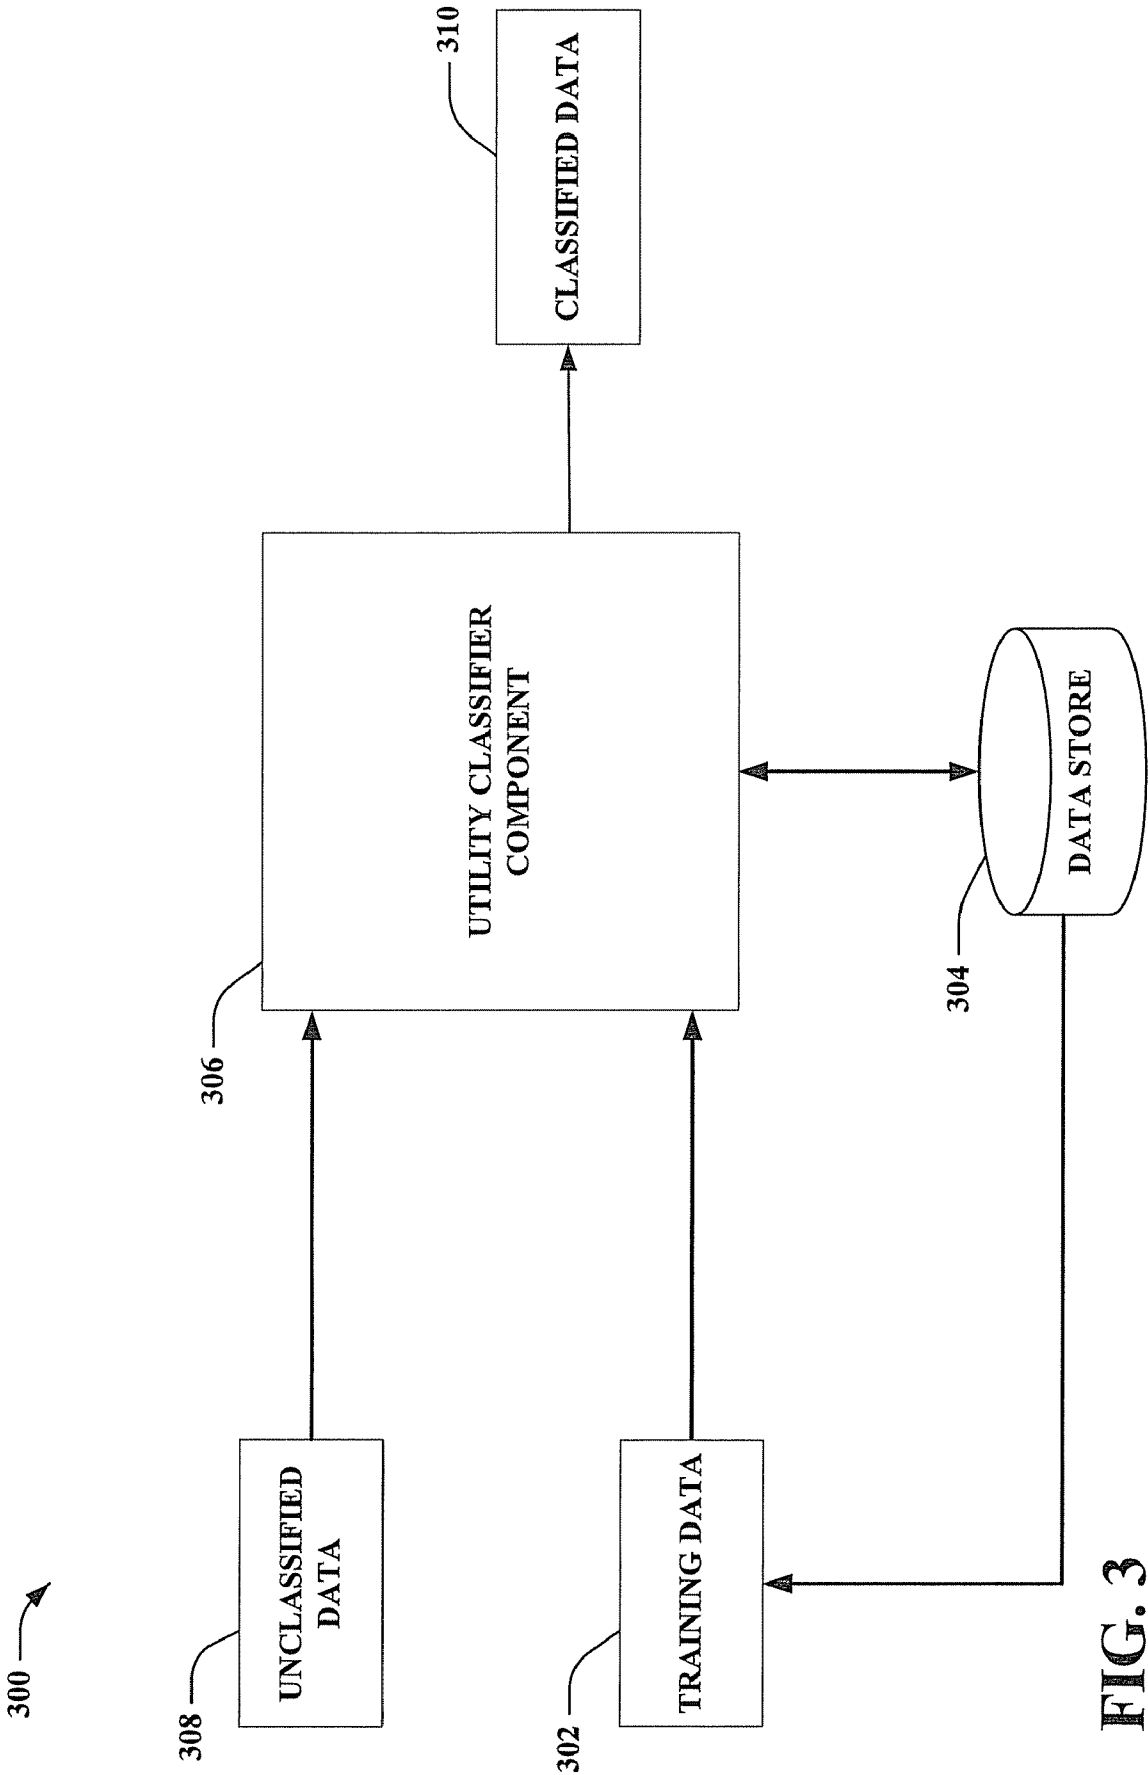 300
308
UNCLASSIFIED
DATA
306
UTILITY CLASSIFIER
COMPONENT
310
CLASSIFIED DATA
302
TRAINING DATA
304
DATA STORE
FIG. 3